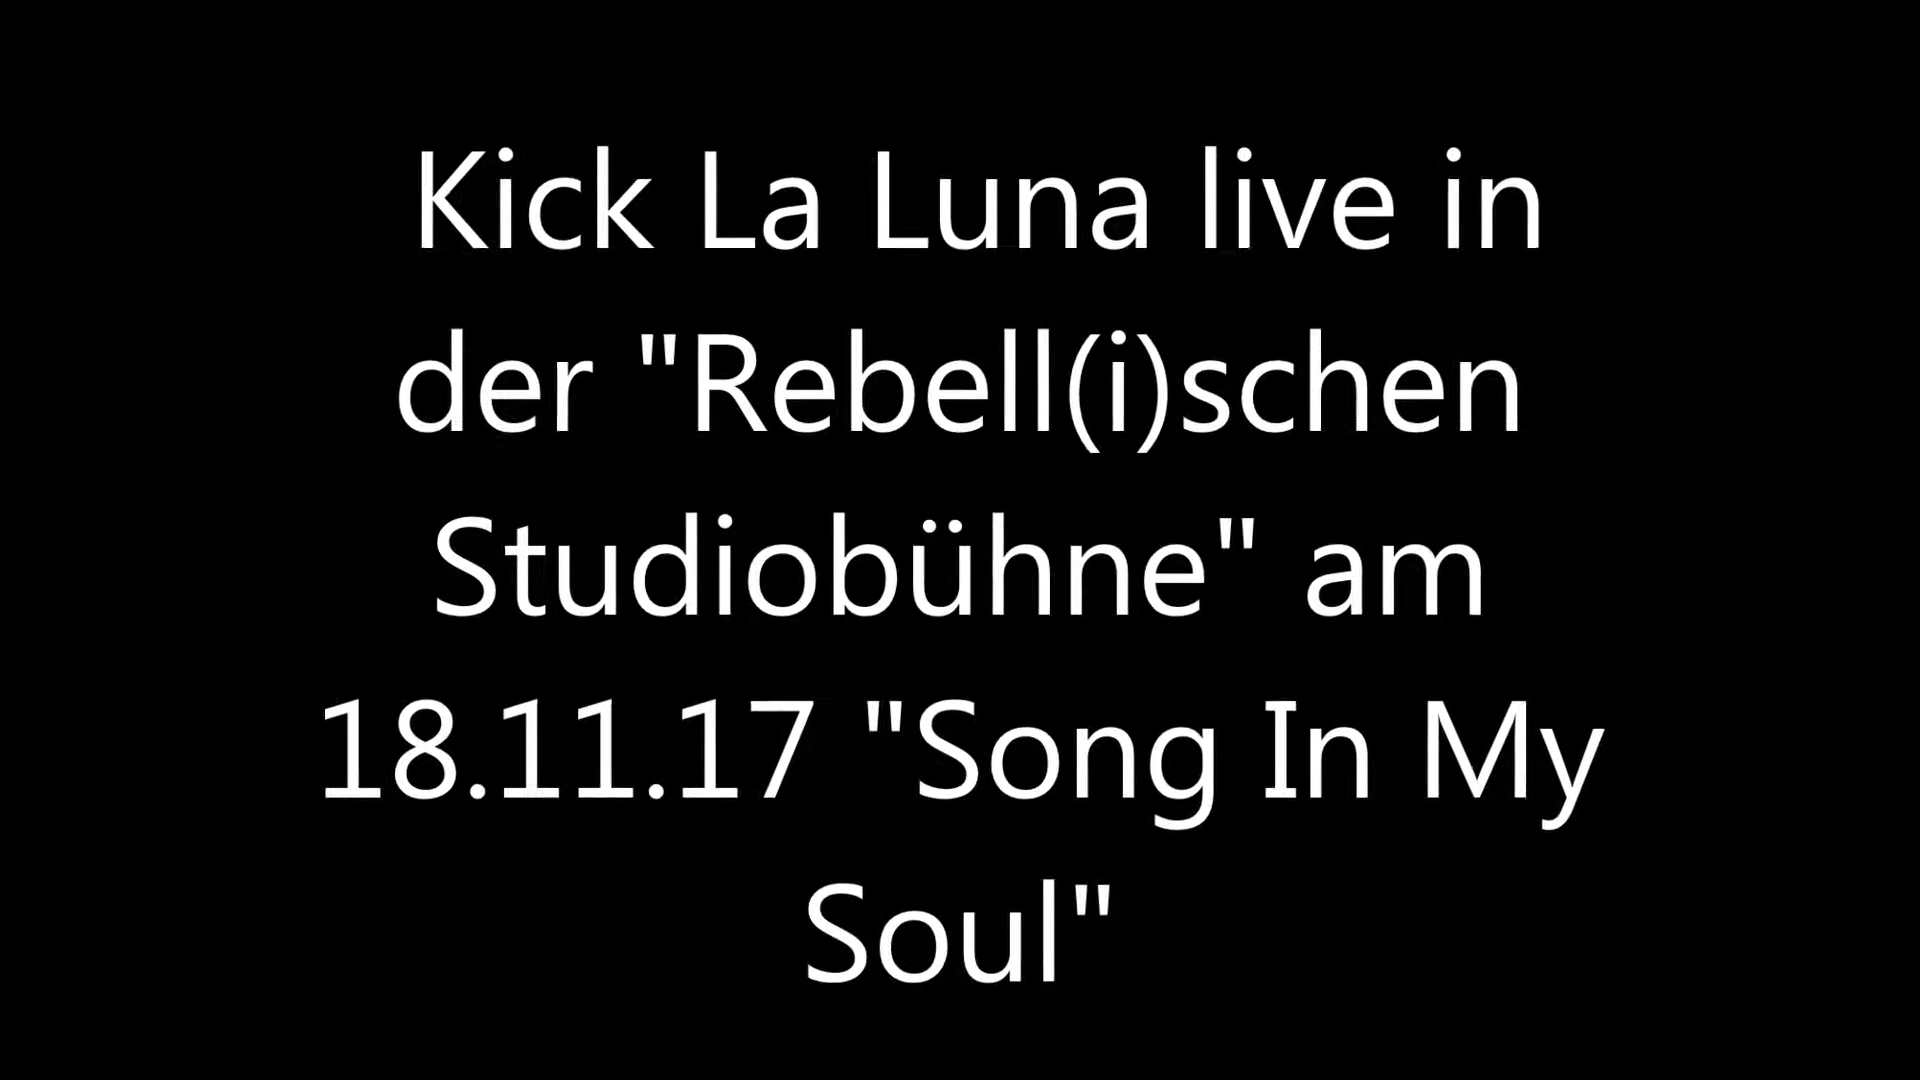 Kick La Luna live in
der "Rebell(i)schen
Studiobühne" am
18.11.17 "Song In My
Soul"